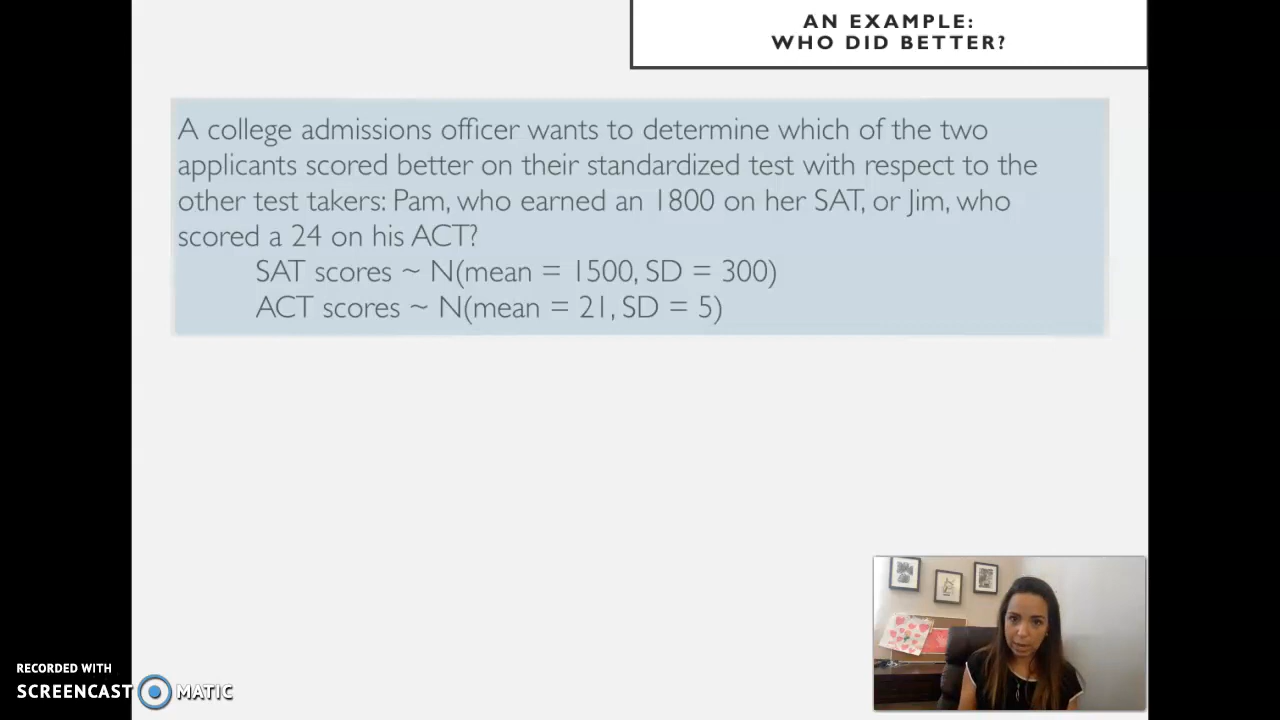 AN EXAMPLE:
WHO DID BETTER?
A college admissions officer wants to determine which of the two
applicants scored better on their standardized test with respect to the
other test takers: Pam, who earned an 1800 on her SAT, or Jim, who
scored a 24 on his ACT?
SAT scores ~ N(mean = 1500, SD = 300)
ACT scores ~ N(mean = 21, SD = 5)
RECORDED WITH
SCREENCAST MATIC